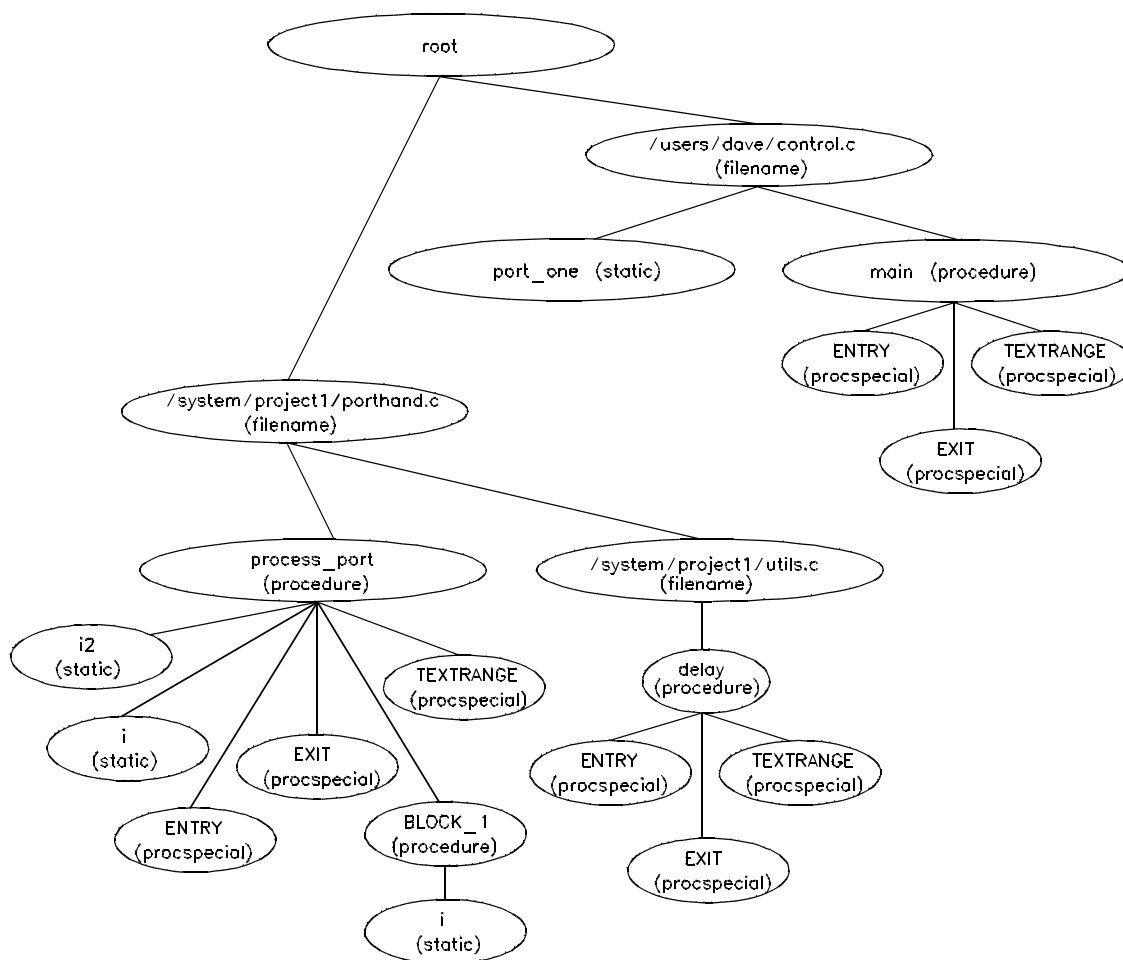 root
/users/dave/control.c
(filename)
port_one (static)
main (procedure)
ENTRY
(procspecial)
TEXTRANGE
(procspecial)
EXIT
(procspecial)
/system/project1/porthand.c
(filename)
process_port
(procedure)
/system/project1/utils.c
(filename)
i2
(static)
TEXTRANGE
(procspecial)
delay
(procedure)
i
(static)
EXIT
(procspecial)
ENTRY
(procspecial)
TEXTRANGE
(procspecial)
ENTRY
(procspecial)
BLOCK_1
(procedure)
EXIT
(procspecial)
i
(static)